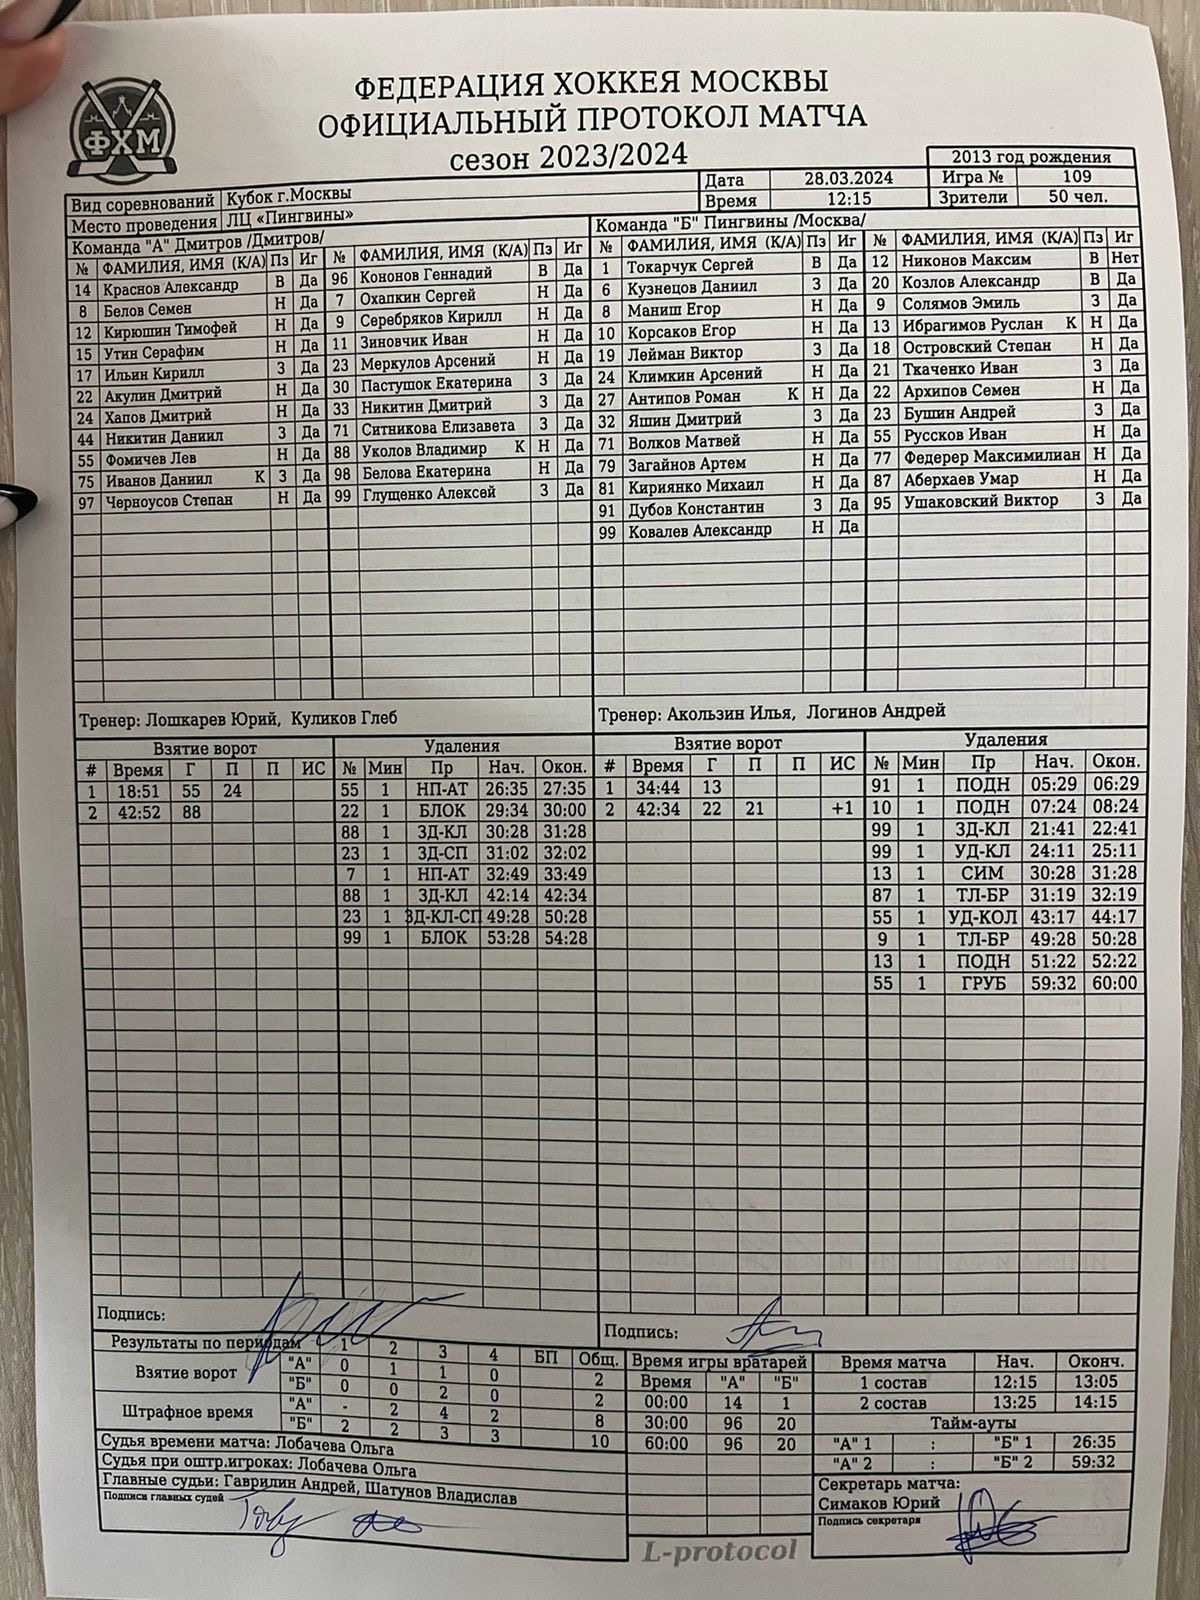 ФХМ
ФЕДЕРАЦИЯ ХОККЕЯ МОСКВЫ
ОФИЦИАЛЬНЫЙ ПРОТОКОЛ МАТЧА
сезон 2023/2024
2013 год рождения
Вид соревнований Кубок г.Москвы Дата 28.03.2024 Игра № 109
Место проведения ЛЦ «Пингвины» Время 12:15 Зрители 50 чел.
Команда "А" Дмитров /Дмитров/
№ ФАМИЛИЯ, ИМЯ (К/А) Пз Иг № ФАМИЛИЯ, ИМЯ (К/А) Пз Иг
14 Краснов Александр В Да 96 Кононов Геннадий В Да
8 Белов Семен Н Да 7 Охапкин Сергей Н Да
12 Кирюшин Тимофей Н Да 9 Серебряков Кирилл Н Да
15 Утин Серафим Н Да 11 Зиновчик Иван Н Да
17 Ильин Кирилл З Да 23 Меркулов Арсений Н Да
22 Акулин Дмитрий Н Да 30 Пастушок Екатерина З Да
24 Хапов Дмитрий Н Да 33 Никитин Дмитрий З Да
44 Никитин Даниил З Да 71 Ситникова Елизавета З Да
55 Фомичев Лев Н Да 88 Уколов Владимир К Н Да
75 Иванов Даниил К З Да 98 Белова Екатерина Н Да
97 Черноусов Степан Н Да 99 Глущенко Алексей З Да
Команда "Б" Пингвины /Москва/
№ ФАМИЛИЯ, ИМЯ (К/А) Пз Иг № ФАМИЛИЯ, ИМЯ (К/А) Пз Иг
1 Токарчук Сергей В Да 12 Никонов Максим В Нет
6 Кузнецов Даниил З Да 20 Козлов Александр В Да
8 Маниш Егор Н Да 9 Солямов Эмиль З Да
10 Корсаков Егор Н Да 13 Ибрагимов Руслан К Н Да
19 Лейман Виктор З Да 18 Островский Степан Н Да
24 Климкин Арсений Н Да 21 Ткаченко Иван З Да
27 Антипов Роман К Н Да 22 Архипов Семен Н Да
32 Яшин Дмитрий З Да 23 Бушин Андрей З Да
71 Волков Матвей Н Да 55 Руссков Иван Н Да
79 Загайнов Артем Н Да 77 Федерер Максимилиан Н Да
81 Кириянко Михаил Н Да 87 Аберхаев Умар Н Да
91 Дубов Константин З Да 95 Ушаковский Виктор З Да
99 Ковалев Александр Н Да
Тренер: Лошкарев Юрий, Куликов Глеб
Тренер: Акользин Илья, Логинов Андрей
Взятие ворот Удаления
# Время Г П П ИС № Мин Пр Нач. Окон.
1 18:51 55 24 55 1 НП-АТ 26:35 27:35
2 42:52 88 22 1 БЛОК 29:34 30:00
88 1 ЗД-КЛ 30:28 31:28
23 1 ЗД-СП 31:02 32:02
7 1 НП-АТ 32:49 33:49
88 1 ЗД-КЛ 42:14 42:34
23 1 ЗД-КЛ-СП 49:28 50:28
99 1 БЛОК 53:28 54:28
Взятие ворот Удаления
# Время Г П П ИС № Мин Пр Нач. Окон.
1 34:44 13 91 1 ПОДН 05:29 06:29
2 42:34 22 21 +1 10 1 ПОДН 07:24 08:24
99 1 ЗД-КЛ 21:41 22:41
99 1 УД-КЛ 24:11 25:11
13 1 СИМ 30:28 31:28
87 1 ТЛ-БР 31:19 32:19
55 1 УД-КОЛ 43:17 44:17
9 1 ТЛ-БР 49:28 50:28
13 1 ПОДН 51:22 52:22
55 1 ГРУБ 59:32 60:00
Подпись:
Подпись:
Результаты по периодам 1 2 3 4 БП Общ.
Взятие ворот "А" 0 1 1 0 2
"Б" 0 0 2 0 2
Штрафное время "А" - 2 4 2 8
"Б" 2 2 3 3 10
Судья времени матча: Лобачева Ольга
Судья при оштр.игроках: Лобачева Ольга
Главные судьи: Гаврилин Андрей, Шатунов Владислав
Подписи главных судей
Время игры вратарей
Время "А" "Б"
00:00 14 1
30:00 96 20
60:00 96 20
Время матча Нач. Оконч.
1 состав 12:15 13:05
2 состав 13:25 14:15
Тайм-ауты
"А" 1 : "Б" 1 26:35
"А" 2 : "Б" 2 59:32
Секретарь матча:
Симаков Юрий
Подпись секретаря
L-protocol